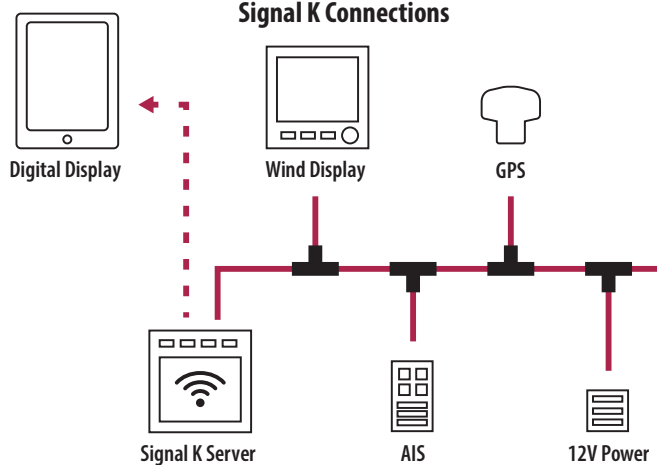 Signal K Connections
Digital Display
Wind Display
GPS
Signal K Server
AIS
12V Power